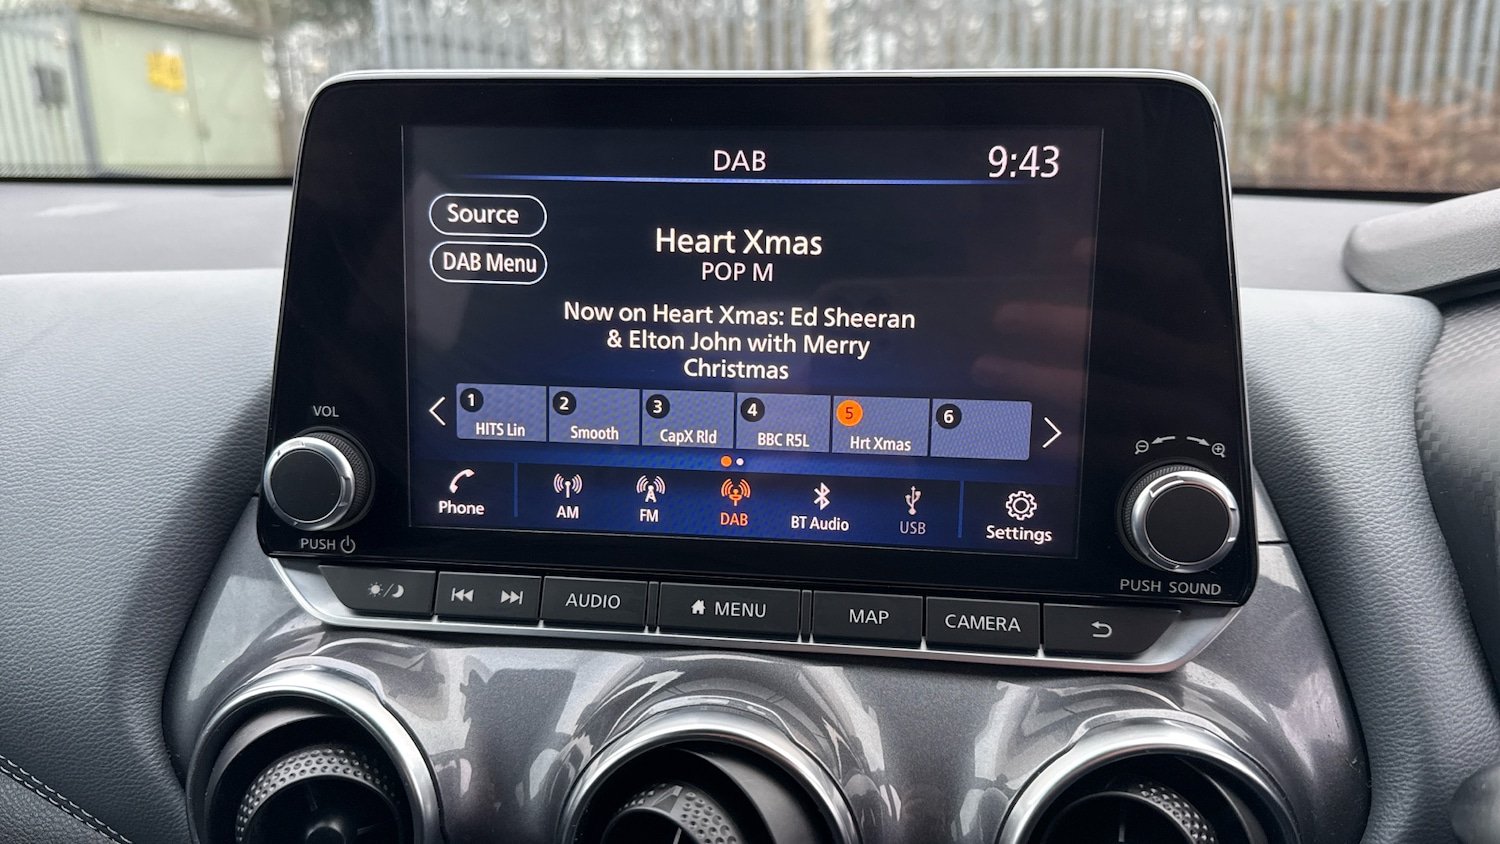 DAB
9:43
Source
DAB Menu
Heart Xmas
POP M
Now on Heart Xmas: Ed Sheeran
& Elton John with Merry
Christmas
1
HITS Lin
2
Smooth
3
CapX Rld
4
BBC R5L
5
Hrt Xmas
6
Phone
AM
FM
DAB
BT Audio
USB
Settings
VOL
PUSH
PUSH SOUND
AUDIO
MENU
MAP
CAMERA